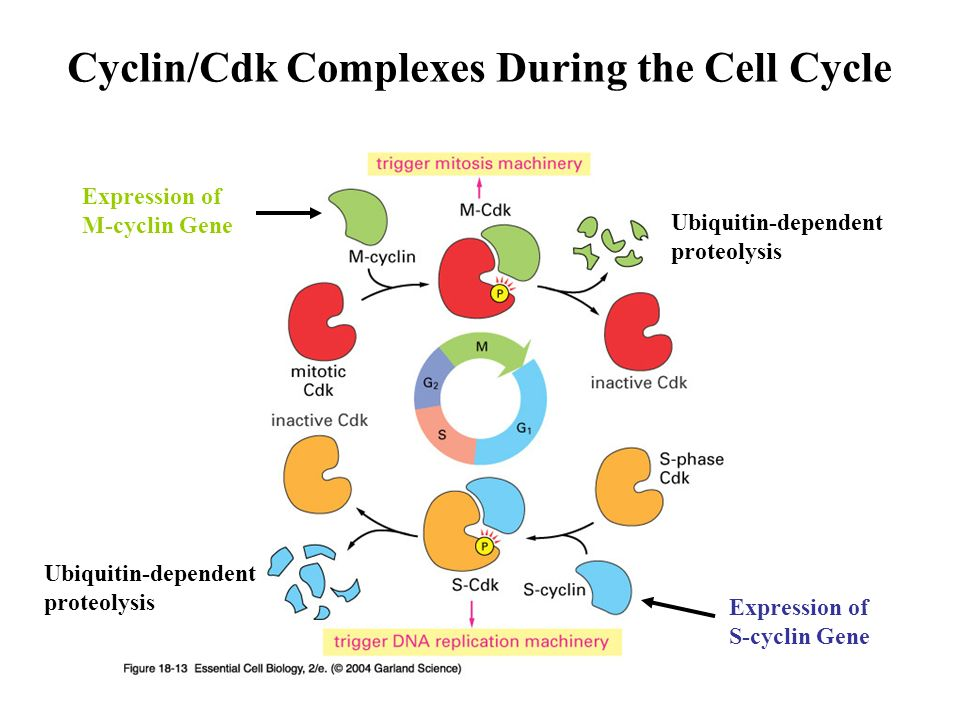 Cyclin/Cdk Complexes During the Cell Cycle
trigger mitosis machinery
Expression of
M-cyclin Gene
M-Cdk
Ubiquitin-dependent
proteolysis
M-cyclin
P
mitotic
Cdk
inactive Cdk
M
G2
S
G1
inactive Cdk
S-phase
Cdk
P
Ubiquitin-dependent
proteolysis
S-Cdk
S-cyclin
Expression of
S-cyclin Gene
trigger DNA replication machinery
Figure 18-13 Essential Cell Biology, 2/e. (© 2004 Garland Science)